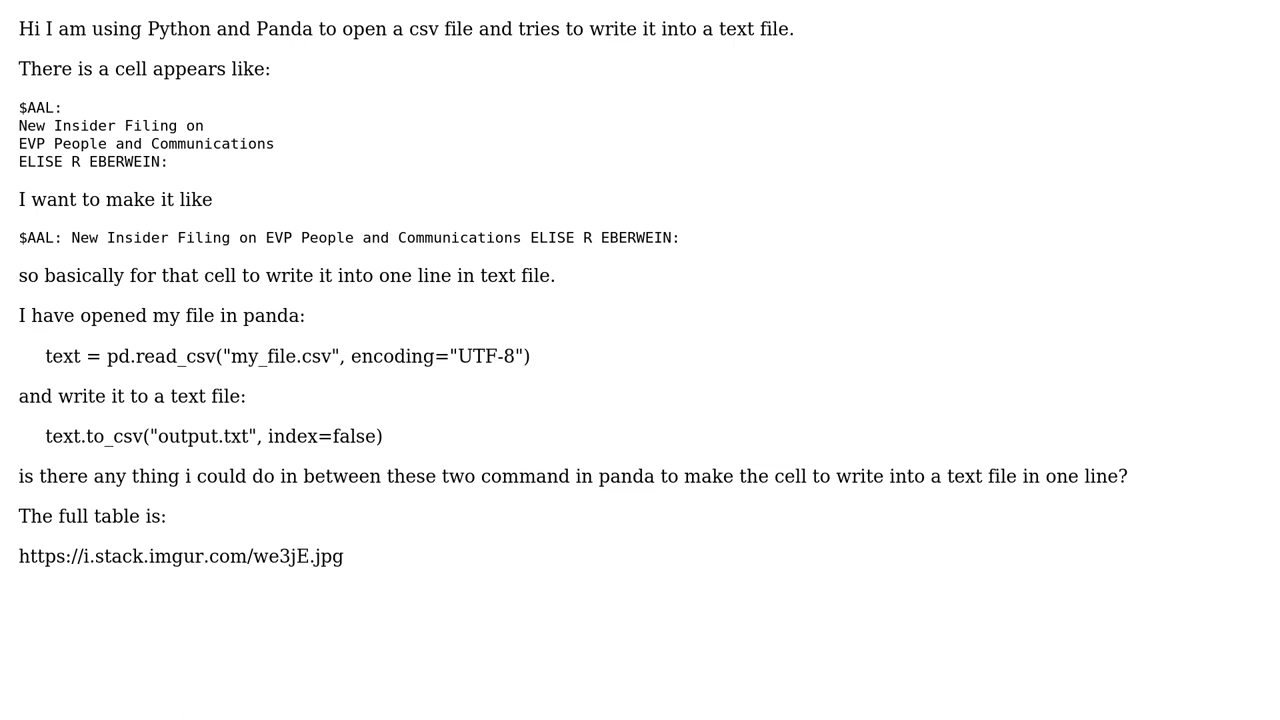 Hi I am using Python and Panda to open a csv file and tries to write it into a text file.
There is a cell appears like:
$AAL:
New Insider Filing on
EVP People and Communications
ELISE R EBERWEIN:
I want to make it like
$AAL: New Insider Filing on EVP People and Communications ELISE R EBERWEIN:
so basically for that cell to write it into one line in text file.
I have opened my file in panda:
text = pd.read_csv("my_file.csv", encoding="UTF-8")
and write it to a text file:
text.to_csv("output.txt", index=false)
is there any thing i could do in between these two command in panda to make the cell to write into a text file in one line?
The full table is:
https://i.stack.imgur.com/we3jE.jpg